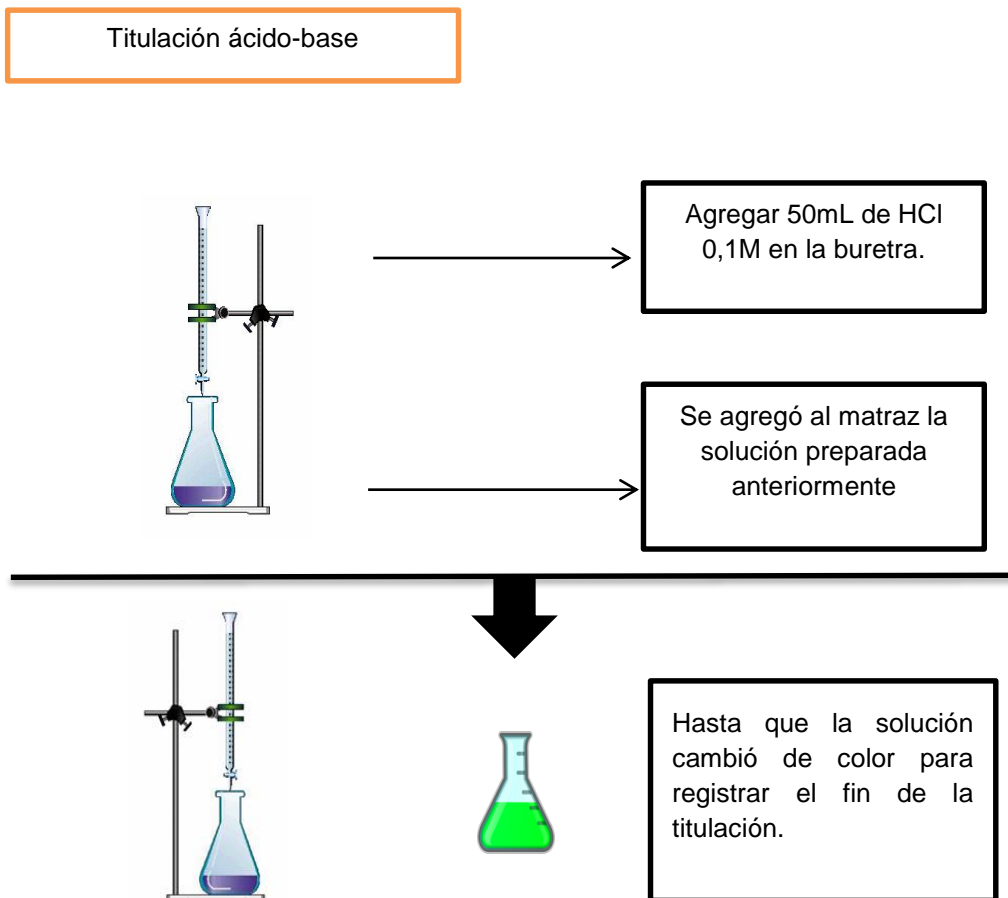 Titulación ácido-base
Agregar 50mL de HCl
0,1M en la buretra.
Se agregó al matraz la
solución preparada
anteriormente
Hasta que la solución
cambió de color para
registrar el fin de la
titulación.